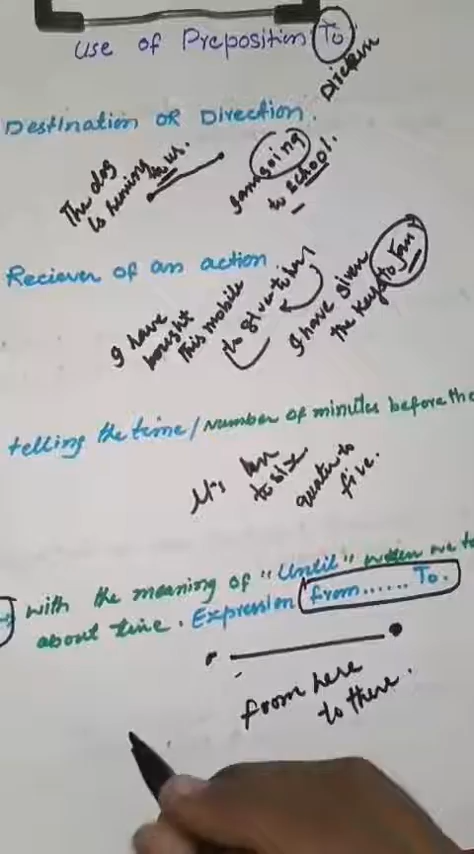 Use of Preposition To
Direction
Destination OR Direction.
The dog
is running
to us.
I am going
to school.
Reciever of an action
I have
bought
This mobile
to
I have given
the keys to Jan
telling the time/Number of minutes before the
It's ten
to six
quater to
five.
with the meaning of "Until" when we t
about time. Expression from...... To.
from here
to there.